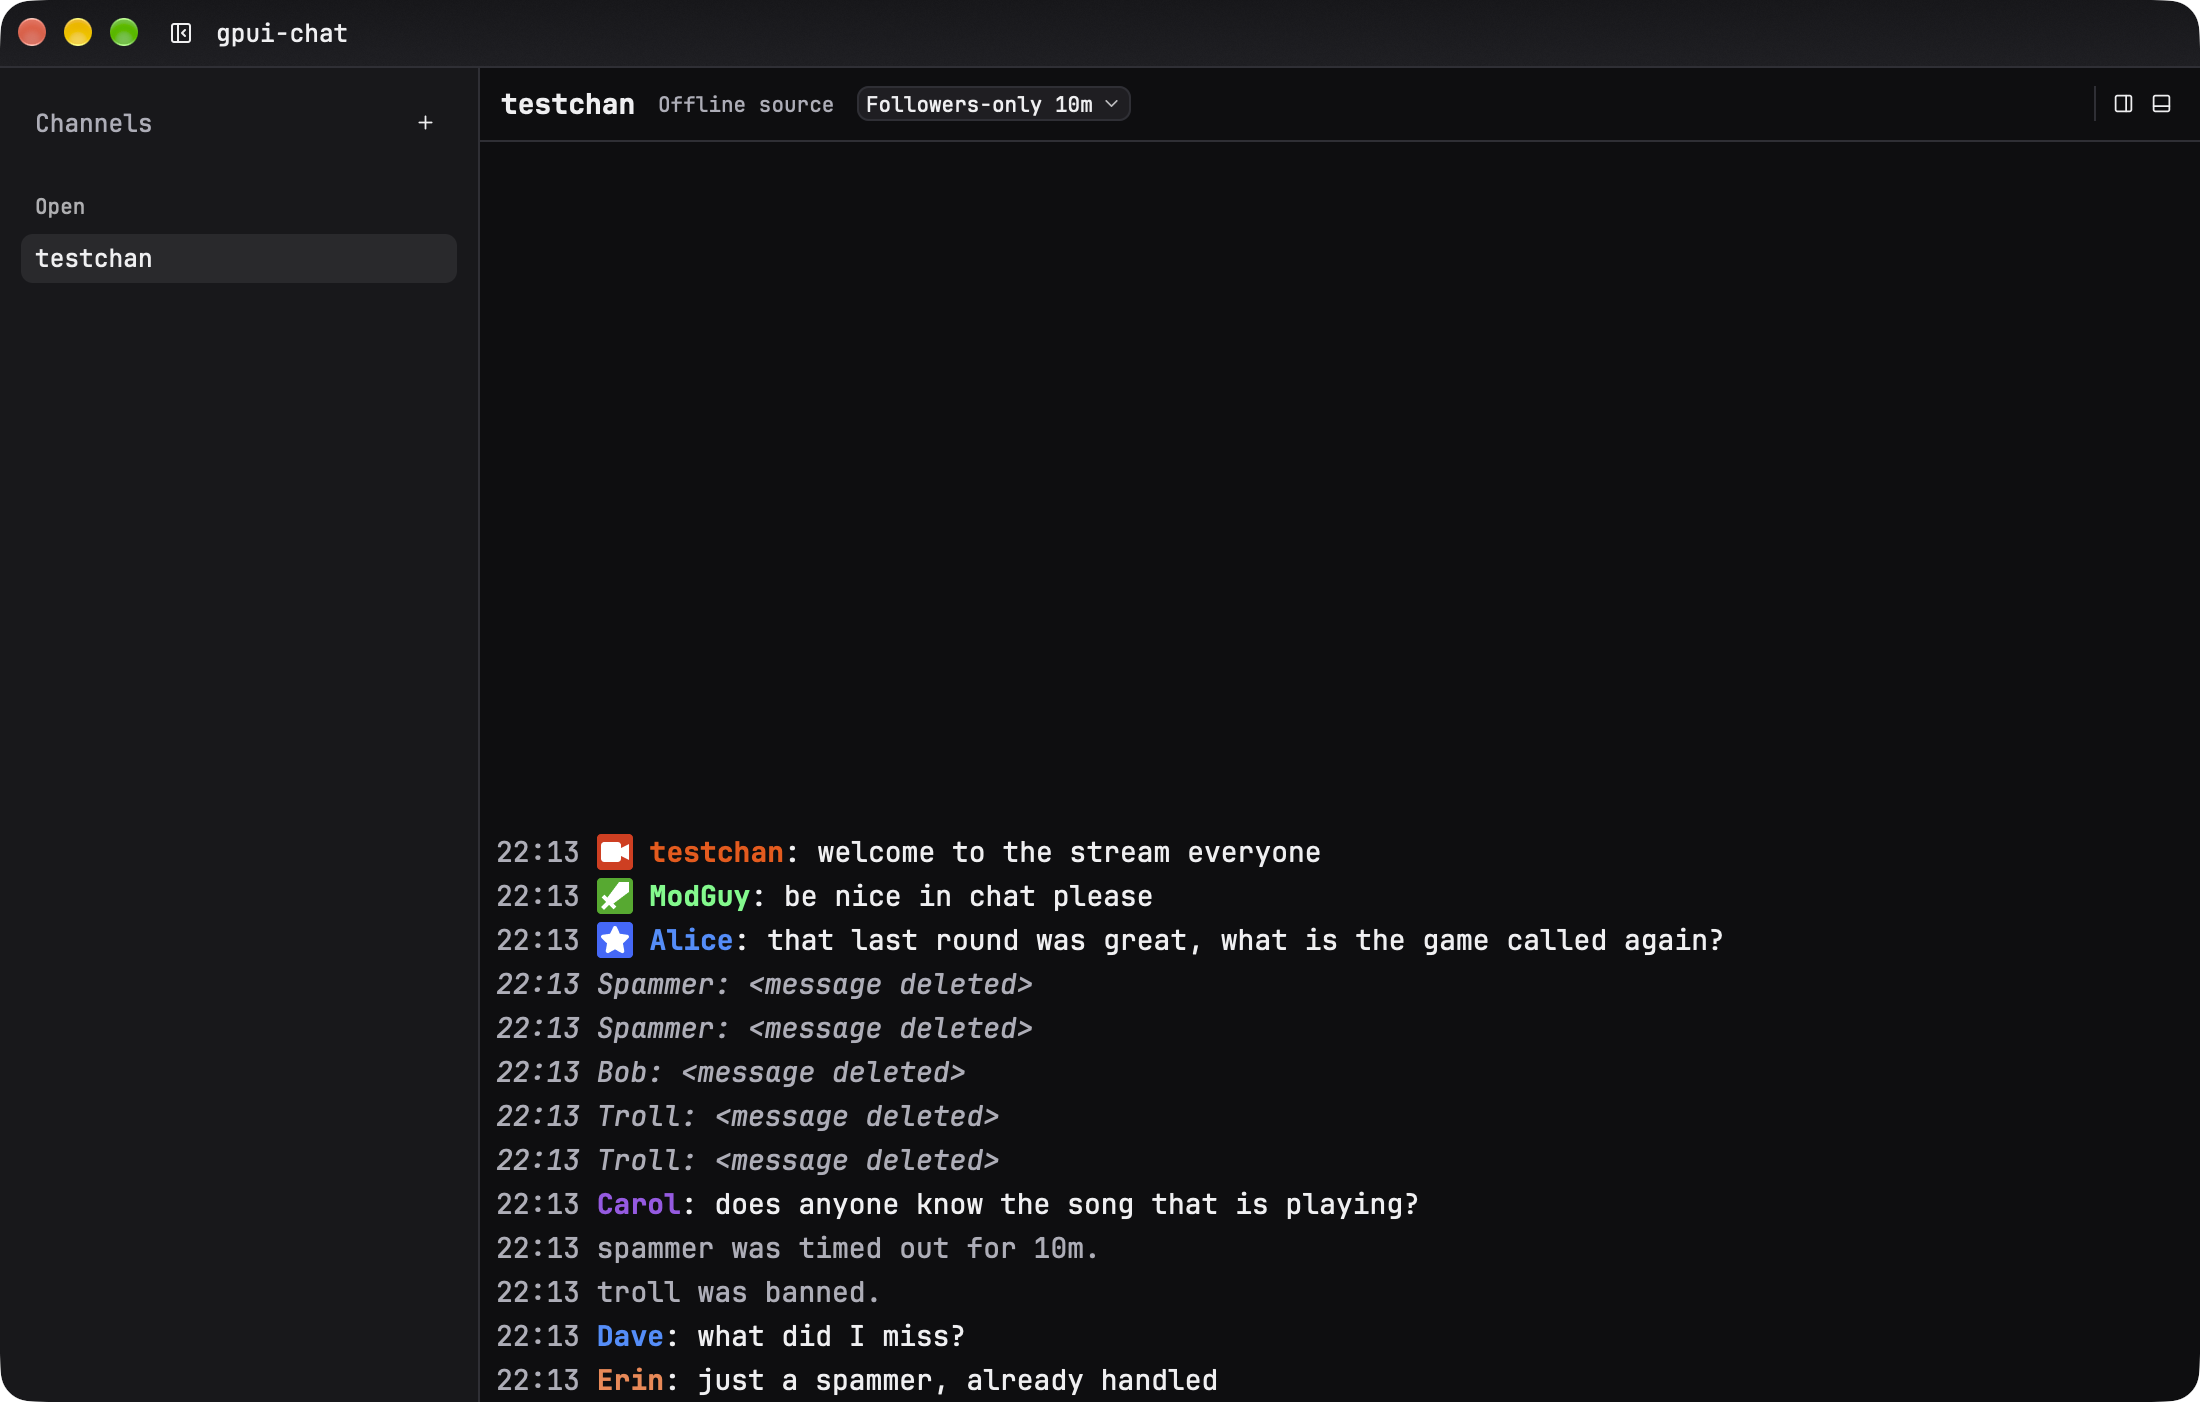 gpui-chat
Channels
Open
testchan
testchan Offline source Followers-only 10m
22:13 testchan: welcome to the stream everyone
22:13 ModGuy: be nice in chat please
22:13 Alice: that last round was great, what is the game called again?
22:13 Spammer: <message deleted>
22:13 Spammer: <message deleted>
22:13 Bob: <message deleted>
22:13 Troll: <message deleted>
22:13 Troll: <message deleted>
22:13 Carol: does anyone know the song that is playing?
22:13 spammer was timed out for 10m.
22:13 troll was banned.
22:13 Dave: what did I miss?
22:13 Erin: just a spammer, already handled